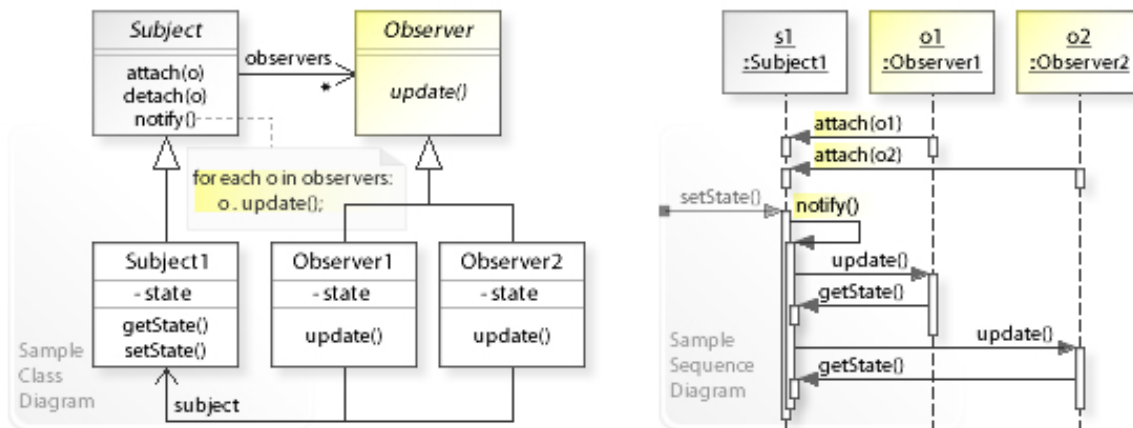 Subject
attach(o)
detach(o)
notify()
observers
*
Observer
update()
for each o in observers:
o . update();
Subject1
- state
getState()
setState()
Observer1
- state
update()
Observer2
- state
update()
subject
Sample
Class
Diagram
s1
:Subject1
o1
:Observer1
o2
:Observer2
attach(o1)
attach(o2)
setState()
notify()
update()
getState()
update()
getState()
Sample
Sequence
Diagram